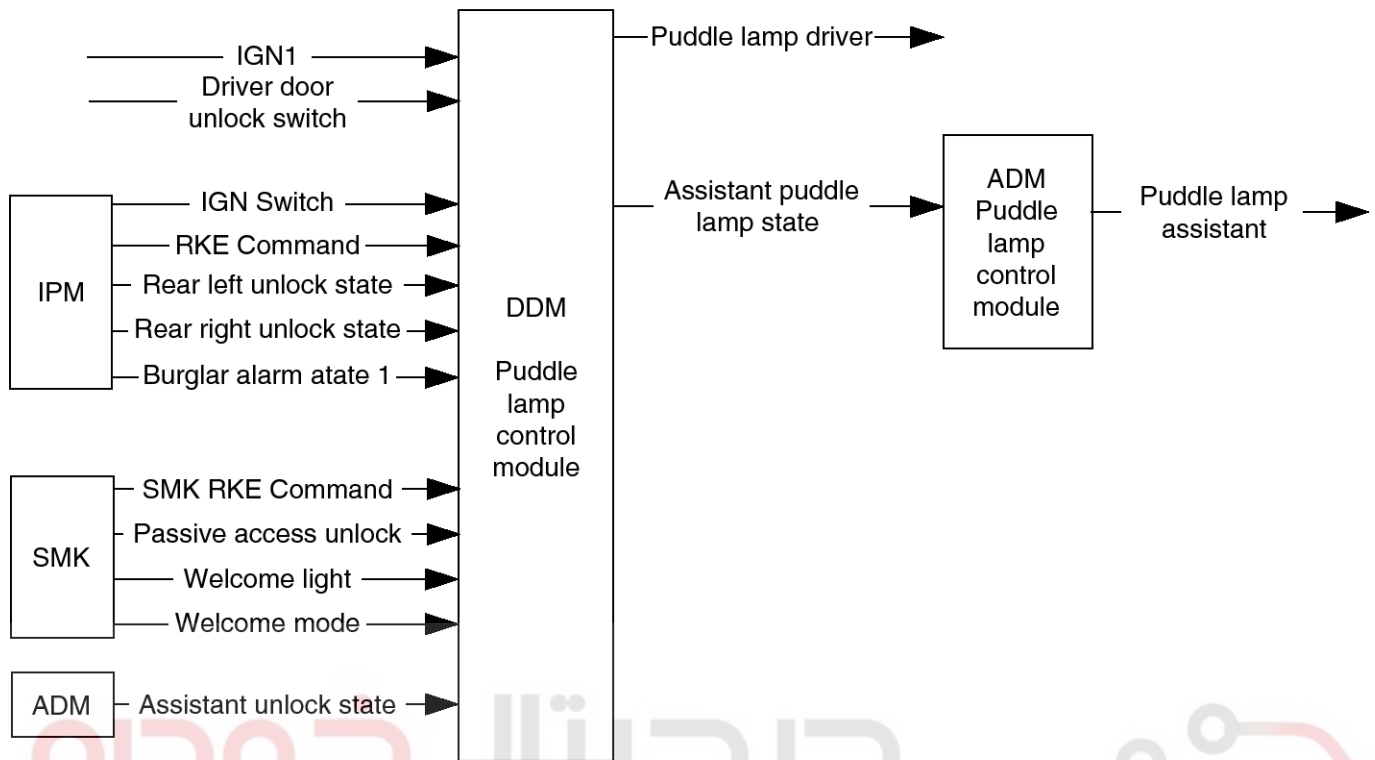 IGN1
Driver door
unlock switch
IPM
IGN Switch
RKE Command
Rear left unlock state
Rear right unlock state
Burglar alarm atate 1
SMK
SMK RKE Command
Passive access unlock
Welcome light
Welcome mode
ADM
Assistant unlock state
DDM
Puddle
lamp
control
module
Puddle lamp driver
Assistant puddle
lamp state
ADM
Puddle
lamp
control
module
Puddle lamp
assistant